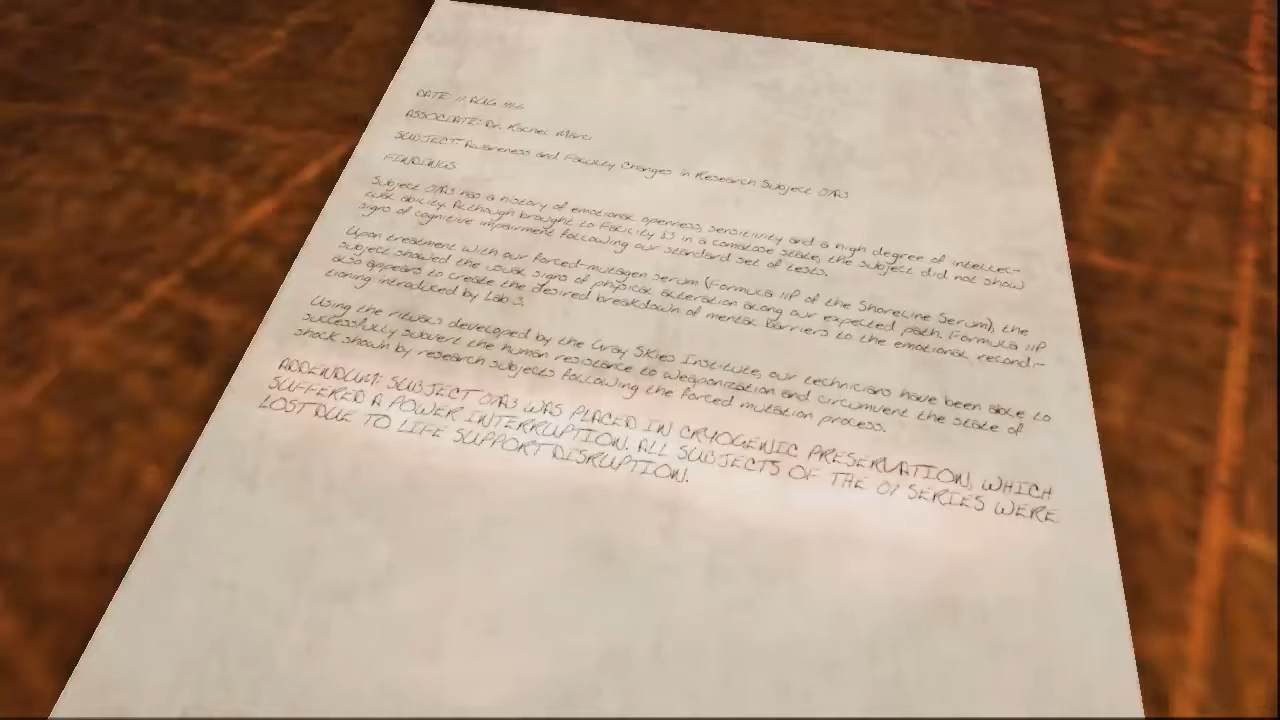 DATE: 11 AUG
ASSOCIATE: Dr. Rachel
SUBJECT: Awareness and Faculty Changes in Research Subject
FINDINGS
Subject has a history of emotional openness, sensitivity and a high degree of intellec-
tual ability. Although brought to Facility in a comatose state, the subject did not show
signs of cognitive impairment following our standard set of tests.
Upon treatment with our forced-mutagen serum (Formula 11P of the Shoreline Serum), the
subject showed the usual signs of physical alteration along our expected path. Formula 11P
also appears to create the desired breakdown of mental barriers to the emotional recondi-
tioning introduced by Lab 3.
Using the rituals developed by the Gray Skies Institute, our technicians have been able to
successfully subvert the human resistance to weaponization and circumvent the state of
shock shown by research subjects following the forced mutation process.
ADDENDUM: SUBJECT WAS PLACED IN CRYOGENIC PRESERVATION, WHICH
SUFFERED A POWER INTERRUPTION. ALL SUBJECTS OF THE 07 SERIES WERE
LOST DUE TO LIFE SUPPORT DISRUPTION.